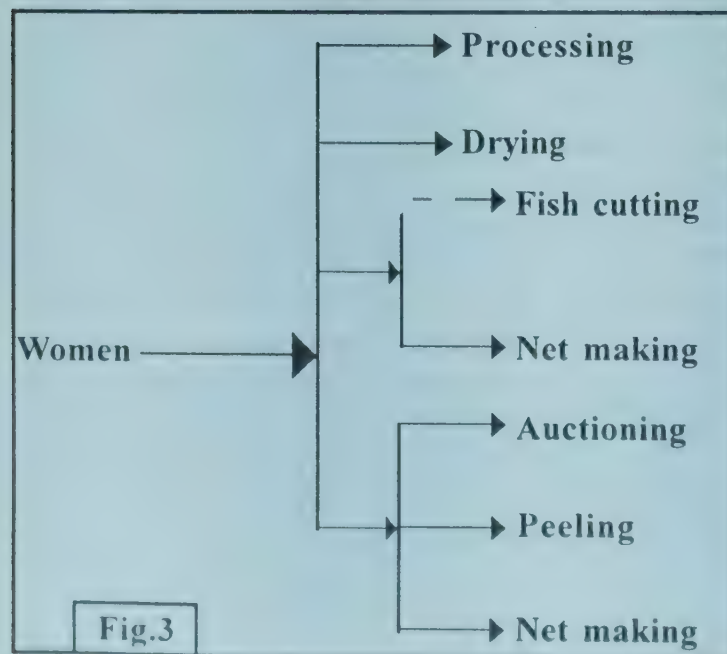 Processing
Drying
Fish cutting
Women
Net making
Auctioning
Peeling
Net making
Fig.3